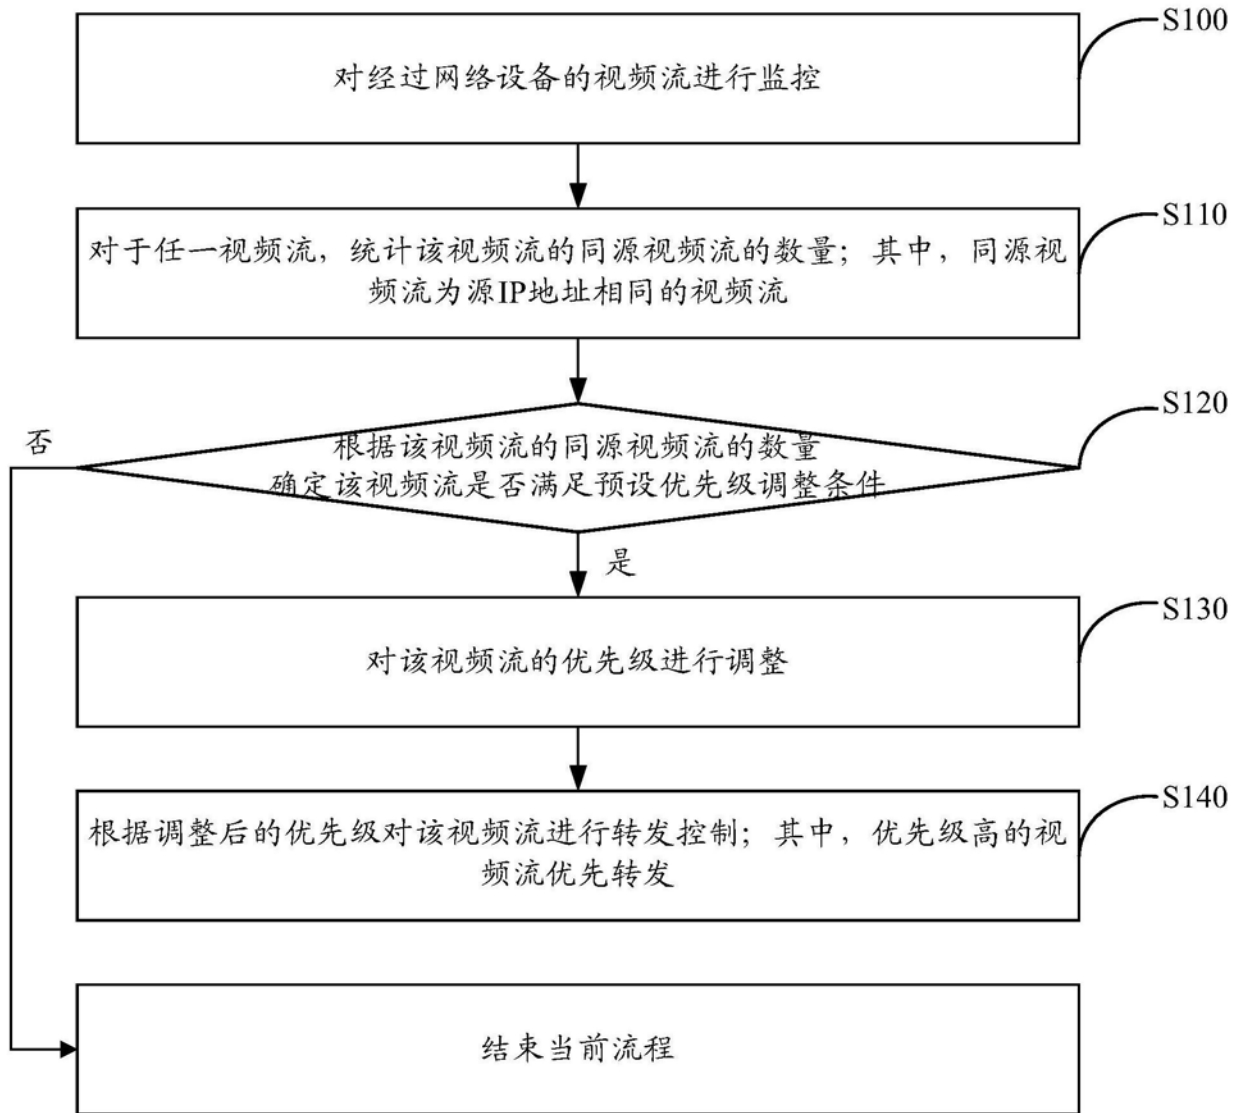 S100
对经过网络设备的视频流进行监控
S110
对于任一视频流，统计该视频流的同源视频流的数量；其中，同源视
频流为源IP地址相同的视频流
S120
否
根据该视频流的同源视频流的数量
确定该视频流是否满足预设优先级调整条件
是
S130
对该视频流的优先级进行调整
S140
根据调整后的优先级对该视频流进行转发控制；其中，优先级高的视
频流优先转发
结束当前流程